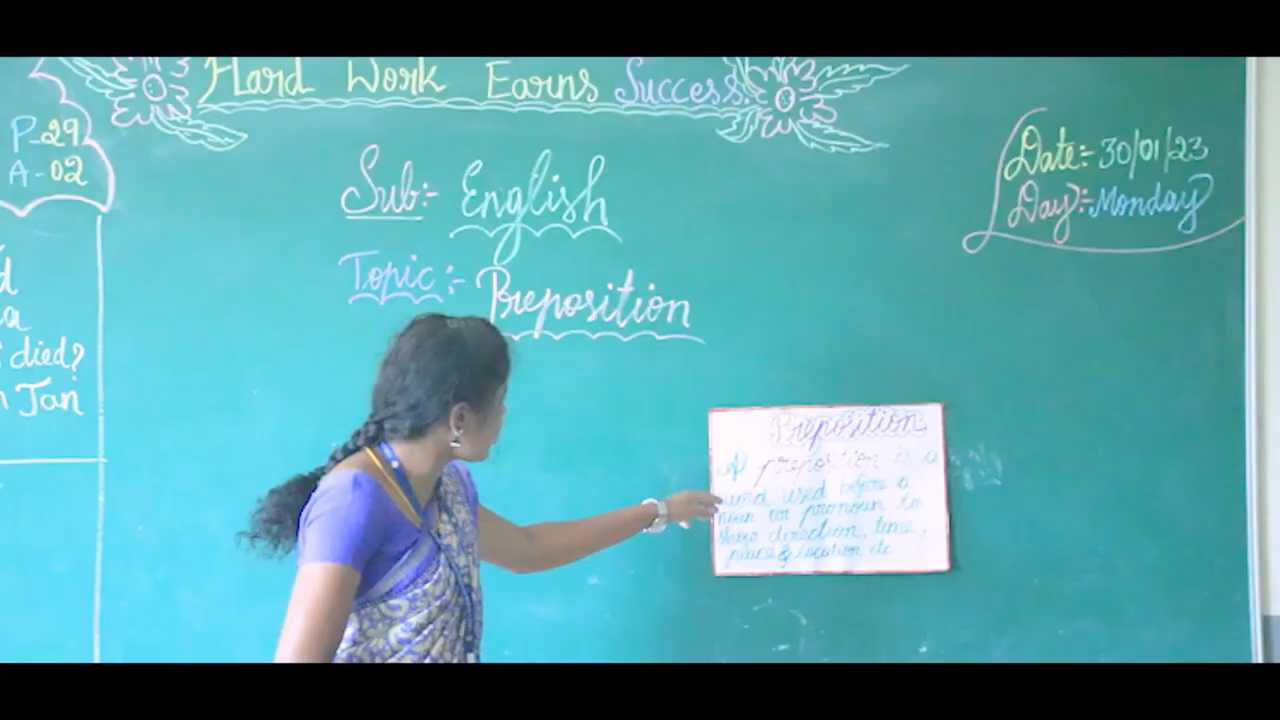 Hard Work Earns Success.
P-29
A-02
died?
Jan
Sub:- English
Topic:- Preposition
Date:- 30/01/23
Day:- Monday
Preposition
A preposition is a
word used before a
noun or pronoun to
show direction, time,
place & location etc